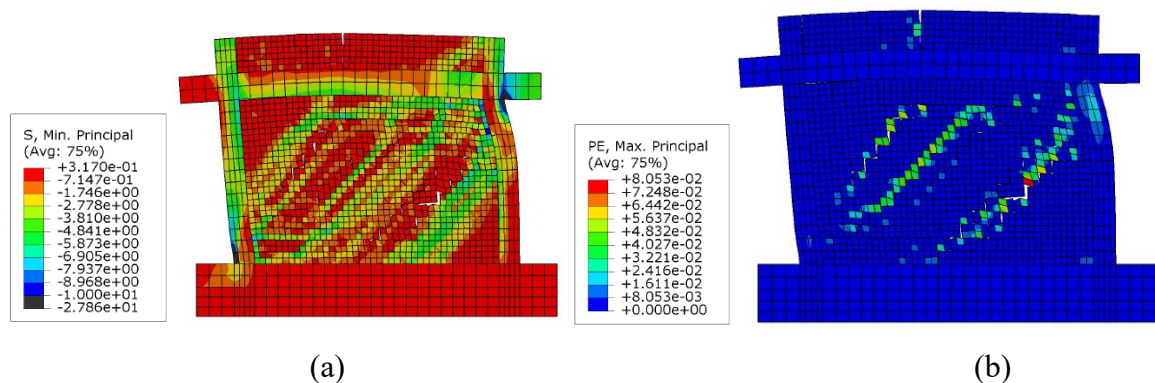 S, Min. Principal
(Avg: 75%)
+3.170e-01
-7.147e-01
-1.746e+00
-2.778e+00
-3.810e+00
-4.841e+00
-5.873e+00
-6.905e+00
-7.937e+00
-8.968e+00
-1.000e+01
-2.786e+01
PE, Max. Principal
(Avg: 75%)
+8.053e-02
+7.248e-02
+6.442e-02
+5.637e-02
+4.832e-02
+4.027e-02
+3.221e-02
+2.416e-02
+1.611e-02
+8.053e-03
+0.000e+00
(a)
(b)